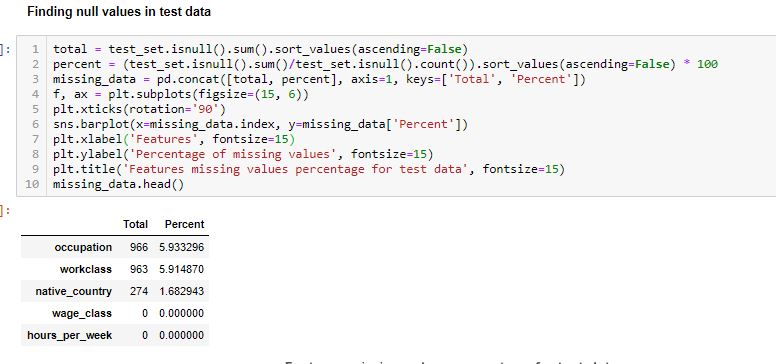 Finding null values in test data
]:
1 total = test_set.isnull().sum().sort_values(ascending=False)
2 percent = (test_set.isnull().sum()/test_set.isnull().count()).sort_values(ascending=False) * 100
3 missing_data = pd.concat([total, percent], axis=1, keys=['Total', 'Percent'])
4 f, ax = plt.subplots(figsize=(15, 6))
5 plt.xticks(rotation='90')
6 sns.barplot(x=missing_data.index, y=missing_data['Percent'])
7 plt.xlabel('Features', fontsize=15)
8 plt.ylabel('Percentage of missing values', fontsize=15)
9 plt.title('Features missing values percentage for test data', fontsize=15)
10 missing_data.head()
]:
Total Percent
occupation 966 5.933296
workclass 963 5.914870
native_country 274 1.682943
wage_class 0 0.000000
hours_per_week 0 0.000000